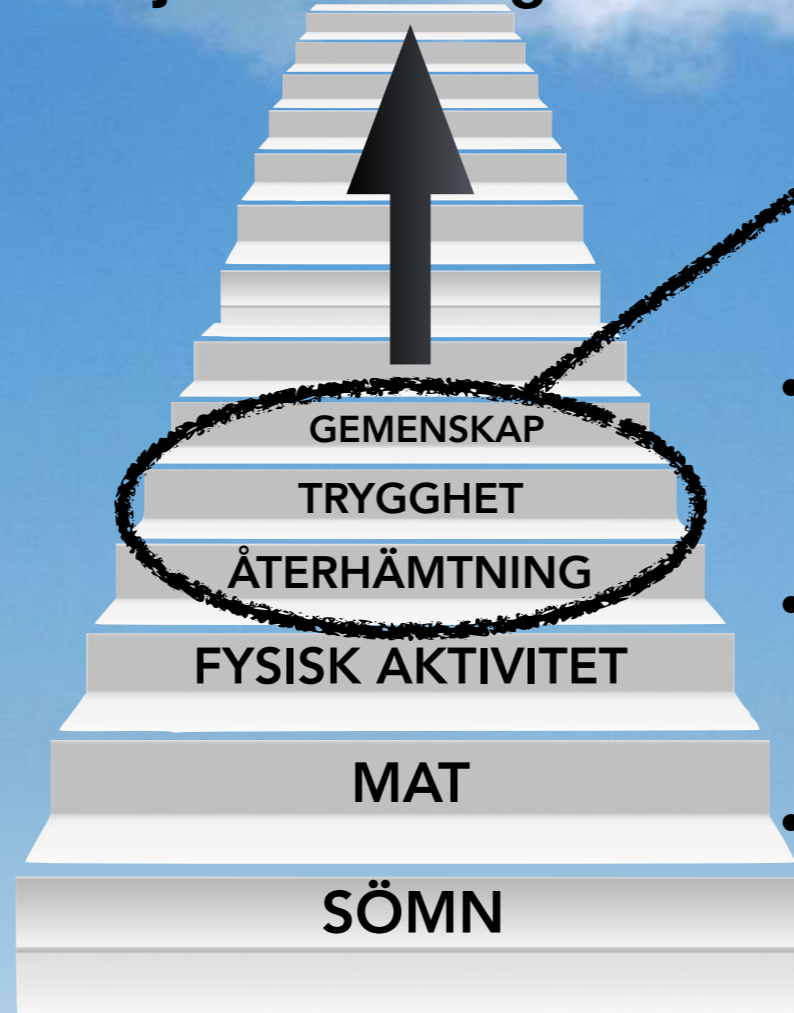 GEMENSKAP
TRYGGHET
ÅTERHÄMTNING
FYSISK AKTIVITET
MAT
SÖMN